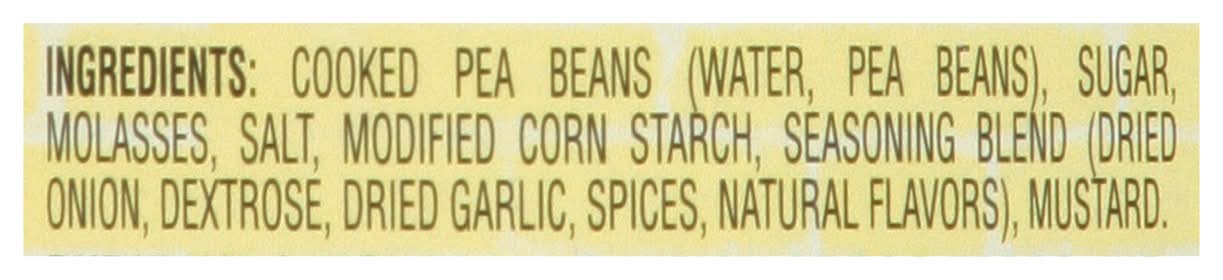 INGREDIENTS: COOKED PEA BEANS (WATER, PEA BEANS), SUGAR,
MOLASSES, SALT, MODIFIED CORN STARCH, SEASONING BLEND (DRIED
ONION, DEXTROSE, DRIED GARLIC, SPICES, NATURAL FLAVORS), MUSTARD.